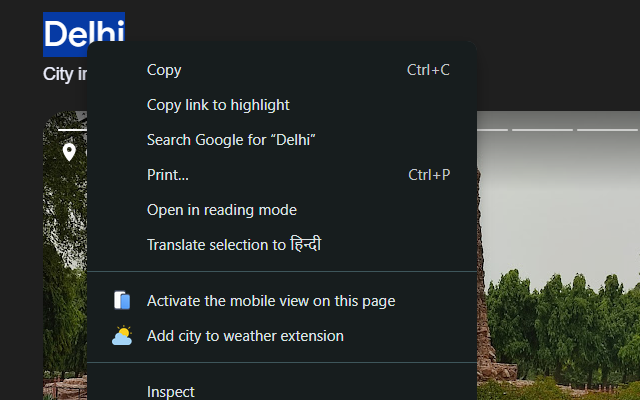 Delhi
City in
Copy Ctrl+C
Copy link to highlight
Search Google for “Delhi”
Print... Ctrl+P
Open in reading mode
Translate selection to हिन्दी
Activate the mobile view on this page
Add city to weather extension
Inspect